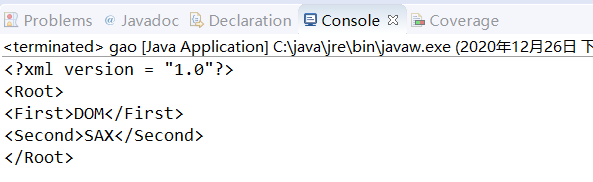 Problems @ Javadoc Declaration Console Coverage
<terminated> gao [Java Application] C:\java\jre\bin\javaw.exe (2020年12月26日 下
<?xml version = "1.0"?>
<Root>
<First>DOM</First>
<Second>SAX</Second>
</Root>